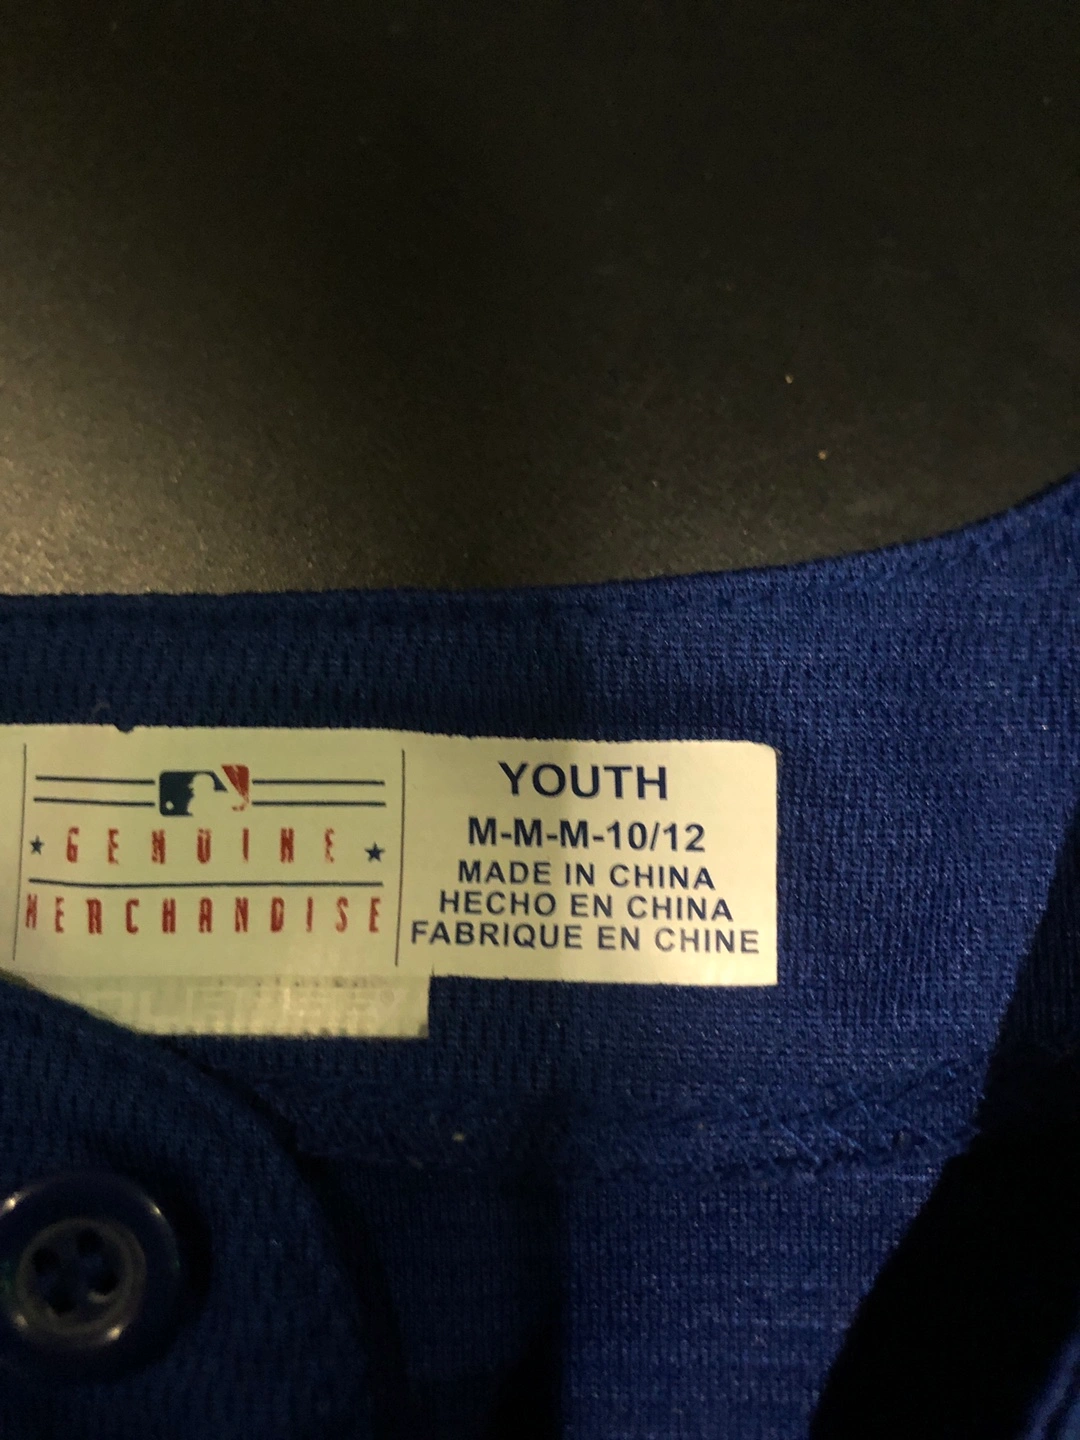 GENUINE
MERCHANDISE
YOUTH
M-M-M-10/12
MADE IN CHINA
HECHO EN CHINA
FABRIQUE EN CHINE